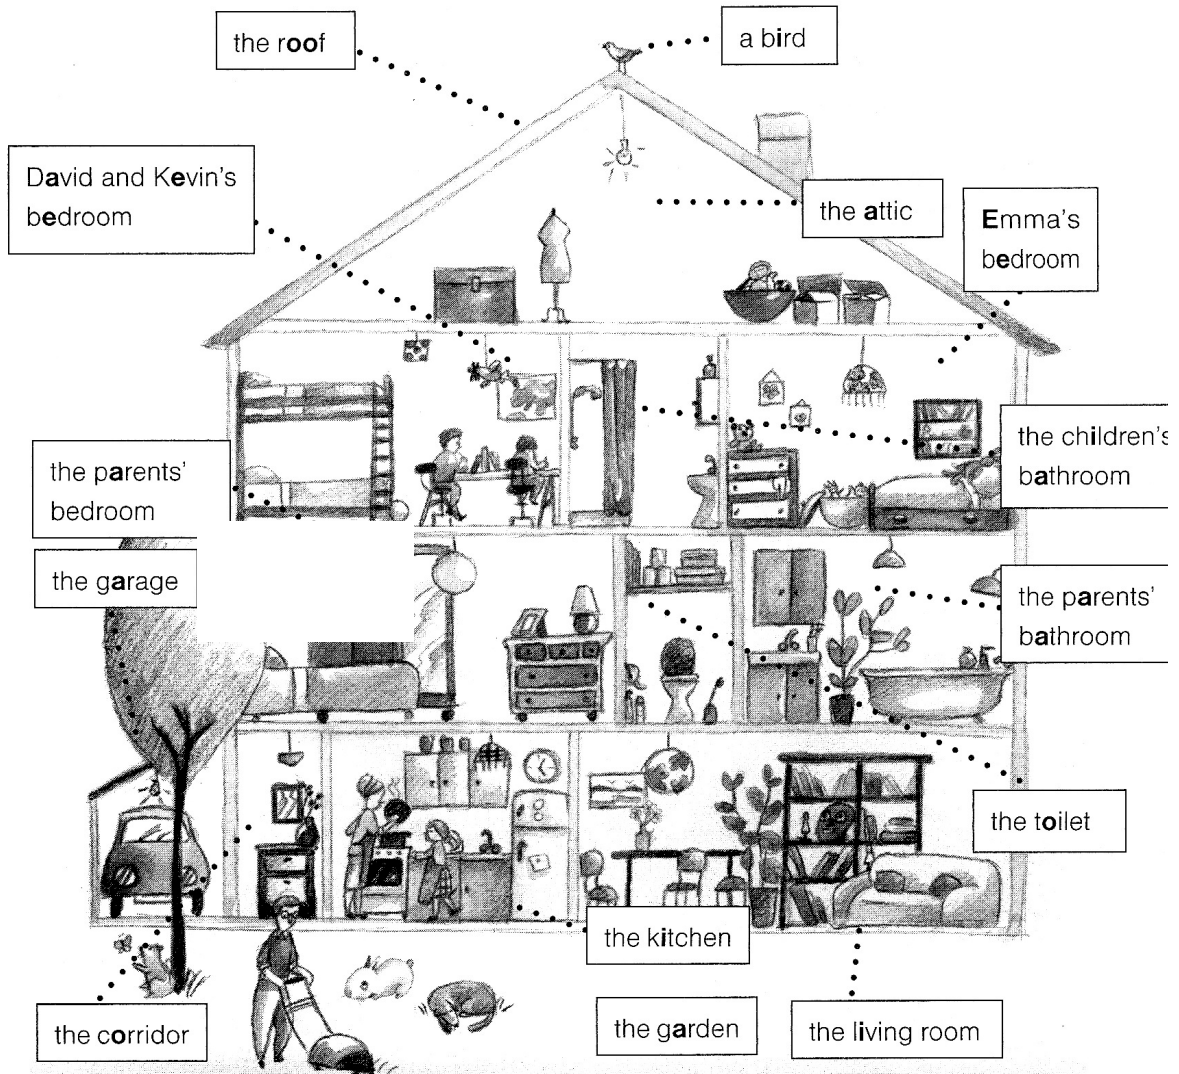 the roof
a bird
David and Kevin's
bedroom
the attic
Emma's
bedroom
the children's
bathroom
the parents'
bedroom
the garage
the parents'
bathroom
the toilet
the kitchen
the corridor
the garden
the living room